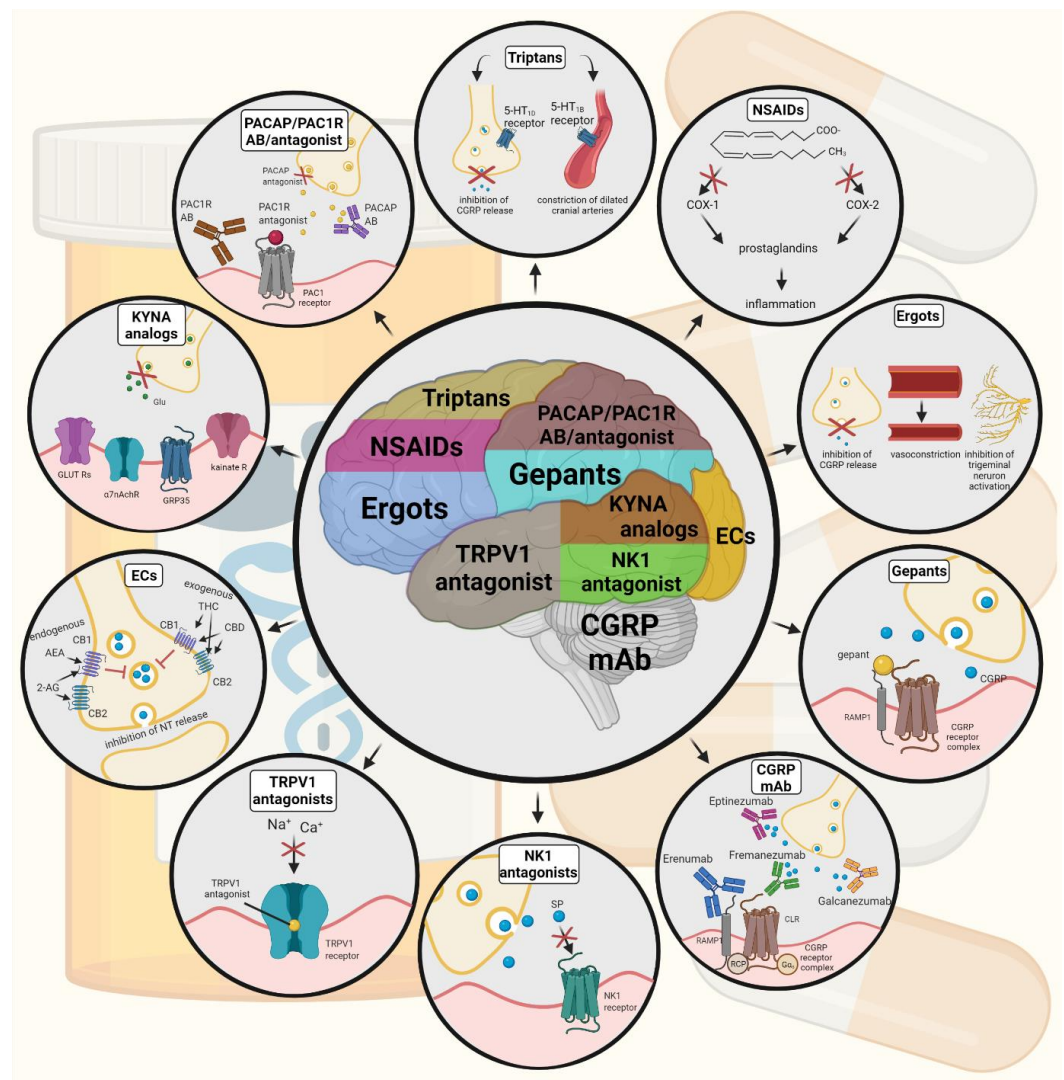 Triptans
5-HT1D
receptor
5-HT1B
receptor
inhibition of
CGRP release
constriction of dilated
cranial arteries
NSAIDs
COO-
CH3
COX-1
COX-2
prostaglandins
inflammation
Ergots
inhibition of
CGRP release
vasoconstriction
inhibition of
trigeminal
neruron
activation
Gepants
gepant
CGRP
RAMP1
CGRP
receptor
complex
CGRP
mAb
Eptinezumab
Erenumab
Fremanezumab
Galcanezumab
CLR
RAMP1
RCP
Gαs
CGRP
receptor
complex
NK1
antagonists
SP
NK1
receptor
TRPV1
antagonists
Na+
Ca+
TRPV1
antagonist
TRPV1
receptor
ECs
exogenous
THC
endogenous
CB1
CB1
CBD
AEA
2-AG
CB2
CB2
inhibition of NT release
KYNA
analogs
Glu
GLUT Rs
α7nAchR
GRP35
kainate R
PACAP/PAC1R
AB/antagonist
PACAP
antagonist
PAC1R
AB
PAC1R
antagonist
PACAP
AB
PAC1
receptor
Triptans
PACAP/PAC1R
AB/antagonist
NSAIDs
Gepants
Ergots
KYNA
analogs
ECs
TRPV1
antagonist
NK1
antagonist
CGRP
mAb